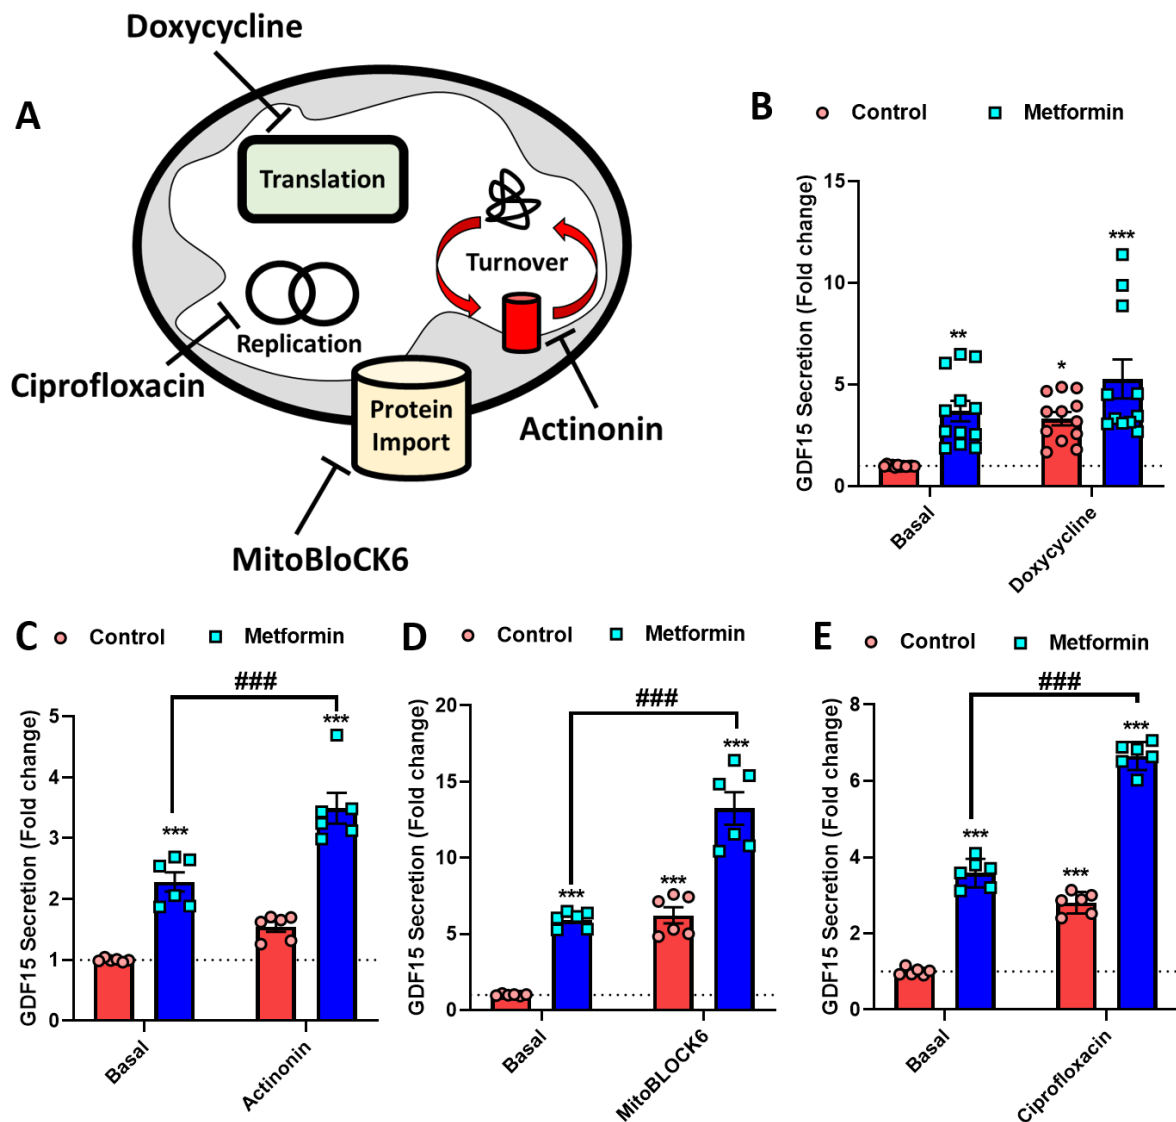 A
Doxycycline
Translation
Turnover
Replication
Ciprofloxacin
Protein
Import
Actinonin
MitoBloCK6
B
Control
Metformin
GDF15 Secretion (Fold change)
15
10
5
0
**
*
***
Basal
Doxycycline
C
Control
Metformin
GDF15 Secretion (Fold change)
5
4
3
2
1
0
###
***
***
Basal
Actinonin
D
Control
Metformin
GDF15 Secretion (Fold change)
20
15
10
5
0
###
***
***
***
Basal
MitoBLOCK6
E
Control
Metformin
GDF15 Secretion (Fold change)
8
6
4
2
0
###
***
***
***
Basal
Ciprofloxacin